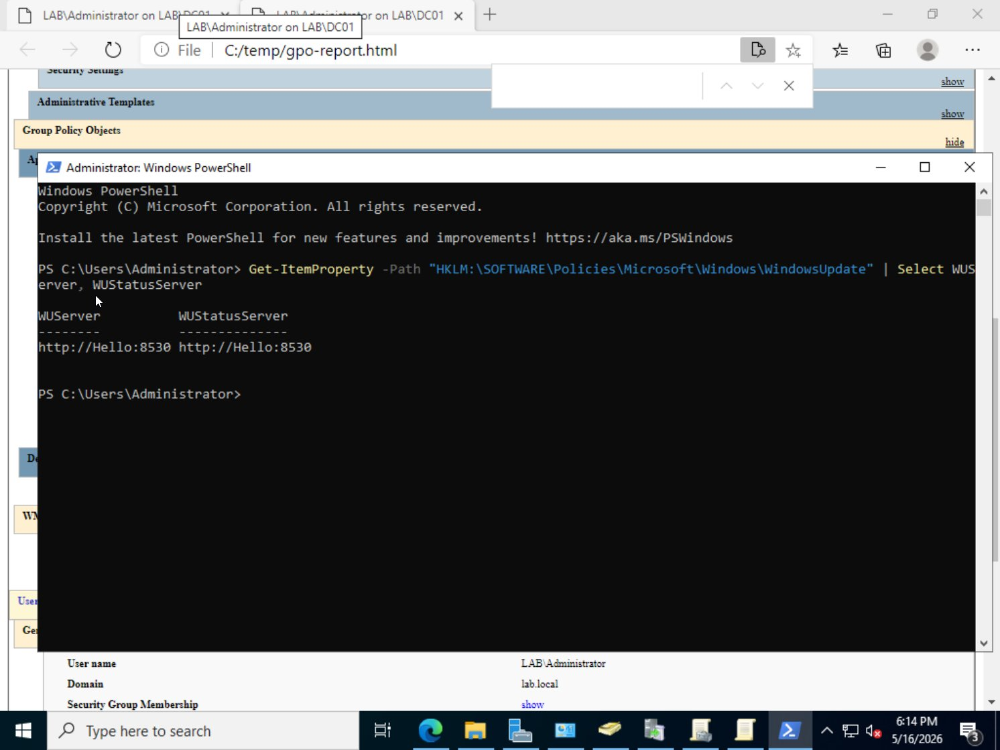 LAB\Administrator on LAB\DC01
LAB\Administrator on LAB\DC01
LAB\Administrator on LAB\DC01
File
C:/temp/gpo-report.html
Security Settings
show
Administrative Templates
show
Group Policy Objects
hide
Administrator: Windows PowerShell
Windows PowerShell
Copyright (C) Microsoft Corporation. All rights reserved.
Install the latest PowerShell for new features and improvements! https://aka.ms/PSWindows
PS C:\Users\Administrator> Get-ItemProperty -Path "HKLM:\SOFTWARE\Policies\Microsoft\Windows\WindowsUpdate" | Select WUS
erver, WUStatusServer
WUServer WUStatusServer
-------- --------------
http://Hello:8530 http://Hello:8530
PS C:\Users\Administrator>
De
WM
User
Ge
User name LAB\Administrator
Domain lab.local
Security Group Membership show
Type here to search
6:14 PM
5/16/2026
3